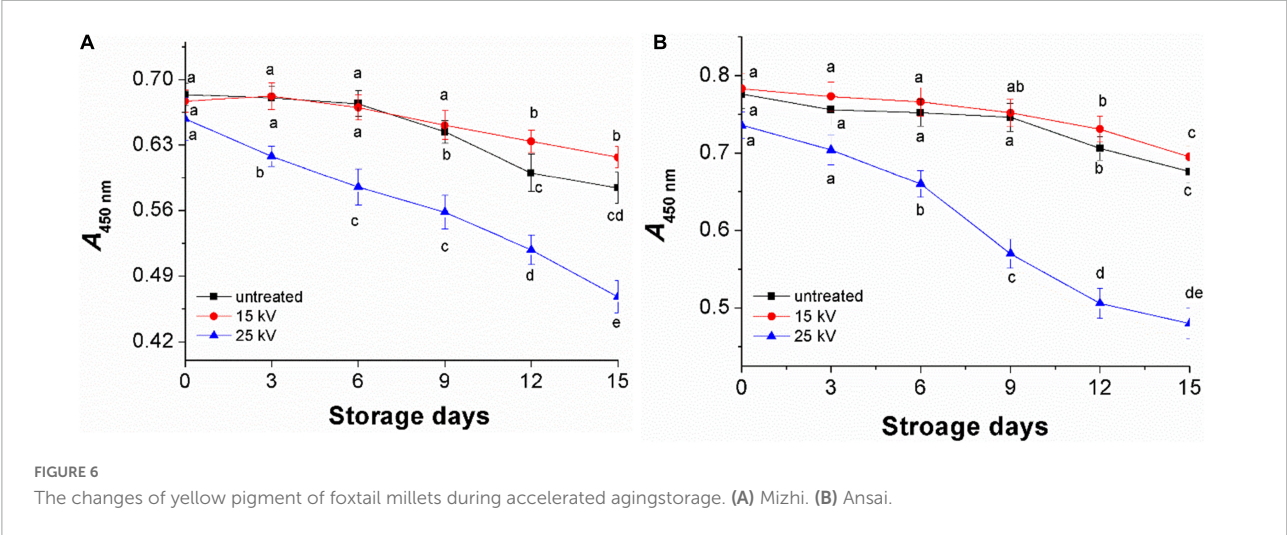 A
B
0.70
0.63
0.56
0.49
0.42
A450 nm
a a a a b b
a a a b c cd
a b c c d e
untreated
15 kV
25 kV
0 3 6 9 12 15
Storage days
0.8
0.7
0.6
0.5
A450 nm
a a a ab b c
a a a b c
a a b c d de
untreated
15 kV
25 kV
0 3 6 9 12 15
Stroage days
FIGURE 6
The changes of yellow pigment of foxtail millets during accelerated agingstorage. (A) Mizhi. (B) Ansai.